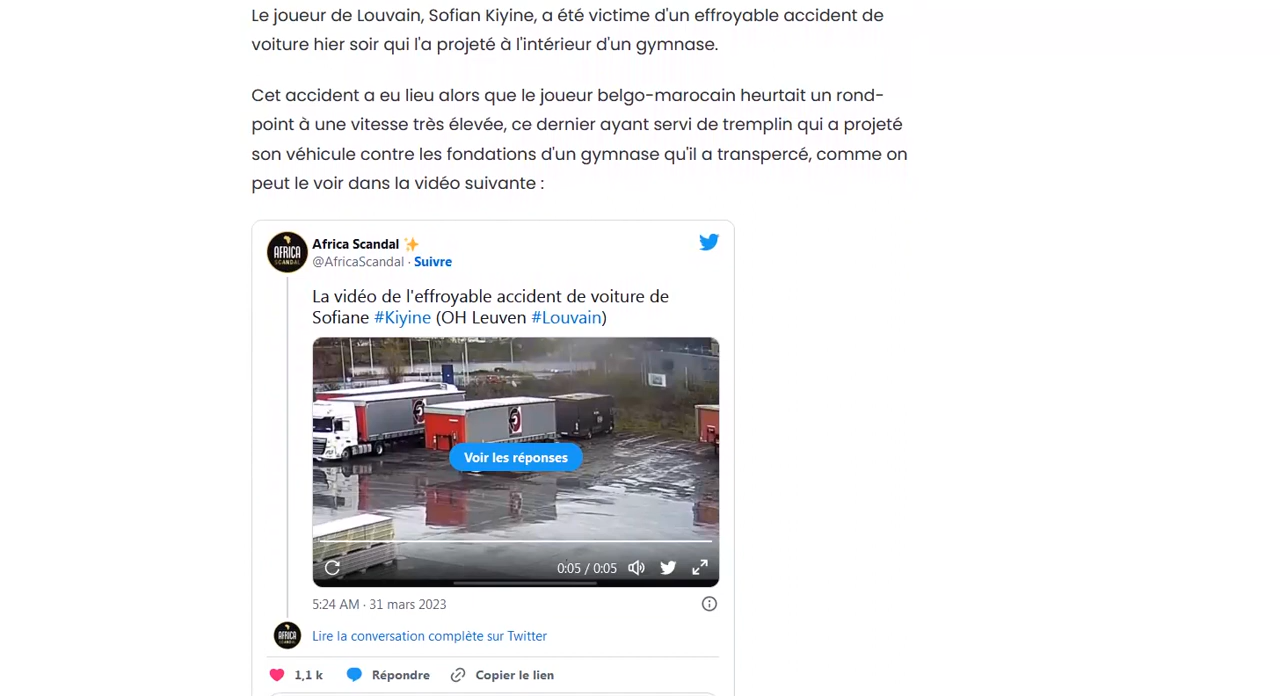 Le joueur de Louvain, Sofian Kiyine, a été victime d'un effroyable accident de
voiture hier soir qui l'a projeté à l'intérieur d'un gymnase.
Cet accident a eu lieu alors que le joueur belgo-marocain heurtait un rond-
point à une vitesse très élevée, ce dernier ayant servi de tremplin qui a projeté
son véhicule contre les fondations d'un gymnase qu'il a transpercé, comme on
peut le voir dans la vidéo suivante :
AFRICA
SCANDAL
Africa Scandal ✨
@AfricaScandal · Suivre
La vidéo de l'effroyable accident de voiture de
Sofiane #Kiyine (OH Leuven #Louvain)
Voir les réponses
0:05 / 0:05
5:24 AM · 31 mars 2023
AFRICA
SCANDAL
Lire la conversation complète sur Twitter
1,1 k Répondre Copier le lien